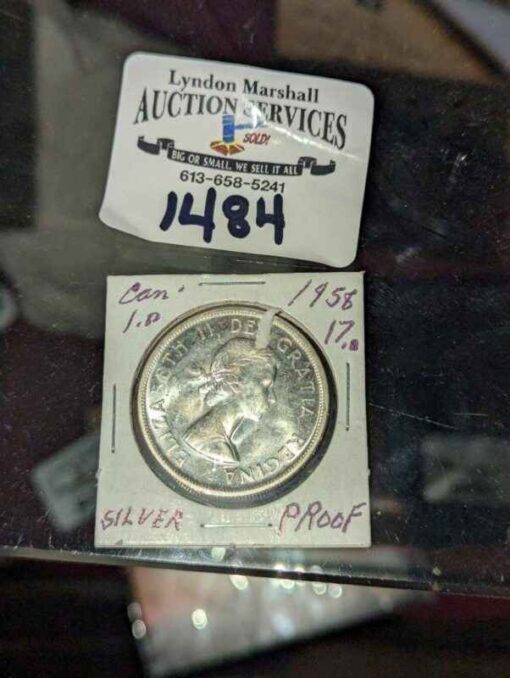 Lyndon Marshall
AUCTION SERVICES
SOLD!
BIG OR SMALL, WE SELL IT ALL
613-658-5241
1484
Can. 1958
1.00 17.00
ELIZABETH II DEI GRATIA REGINA
SILVER PROOF